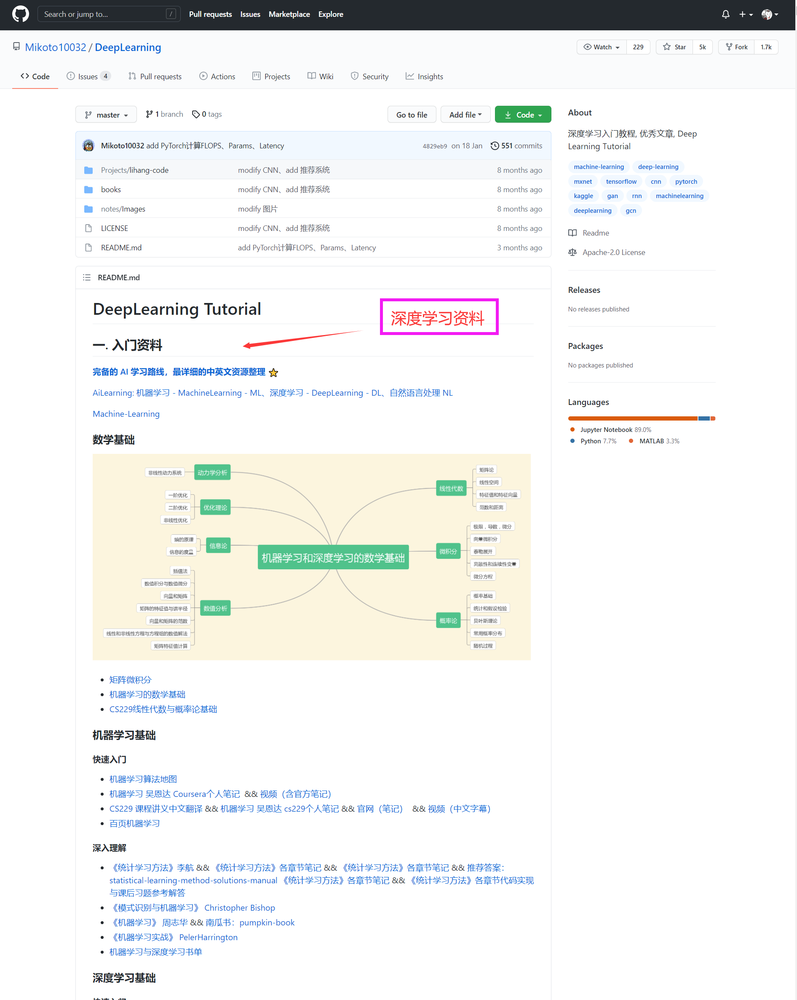 Search or jump to... /
Pull requests Issues Marketplace Explore
Mikoto10032 / DeepLearning
Watch 229 Star 5k Fork 1.7k
Code Issues 4 Pull requests Actions Projects Wiki Security Insights
master 1 branch 0 tags Go to file Add file Code
Mikoto10032 add PyTorch计算FLOPS、Params、Latency 4829eb9 on 18 Jan 551 commits
Projects/lihang-code modify CNN、add 推荐系统 8 months ago
books modify CNN、add 推荐系统 8 months ago
notes/Images modify 图片 8 months ago
LICENSE modify CNN、add 推荐系统 8 months ago
README.md add PyTorch计算FLOPS、Params、Latency 3 months ago
About
深度学习入门教程, 优秀文章, Deep
Learning Tutorial
machine-learning deep-learning
mxnet tensorflow cnn pytorch
kaggle gan rnn machinelearning
deeplearning gcn
Readme
Apache-2.0 License
Releases
No releases published
Packages
No packages published
Languages
Jupyter Notebook 89.0%
Python 7.7% MATLAB 3.3%
README.md
DeepLearning Tutorial
深度学习资料
一. 入门资料
完备的 AI 学习路线，最详细的中英文资源整理
AiLearning: 机器学习 - MachineLearning - ML、深度学习 - DeepLearning - DL、自然语言处理 NL
Machine-Learning
数学基础
机器学习和深度学习的数学基础
动力学分析
非线性动力系统
优化理论
一阶优化
二阶优化
非线性优化
信息论
熵的原理
信息的度量
数值分析
插值法
数值积分与数值微分
向量和矩阵
矩阵的特征值与谱半径
向量和矩阵的范数
线性和非线性方程与方程组的数值解法
矩阵特征值计算
线性代数
矩阵论
线性空间
特征值和特征向量
范数和距离
微积分
极限，导数，微分
向量微积分
泰勒展开
离散性和连续性变量
微分方程
概率论
概率基础
统计和假设检验
贝叶斯理论
常用概率分布
随机过程
矩阵微积分
机器学习的数学基础
CS229线性代数与概率论基础
机器学习基础
快速入门
机器学习算法地图
机器学习 吴恩达 Coursera个人笔记 && 视频（含官方笔记）
CS229 课程讲义中文翻译 && 机器学习 吴恩达 cs229个人笔记 && 官网（笔记） && 视频（中文字幕）
百页机器学习
深入理解
《统计学习方法》李航 && 《统计学习方法》各章节笔记 && 《统计学习方法》各章节笔记 && 推荐答案：
statistical-learning-method-solutions-manual 《统计学习方法》各章节笔记 && 《统计学习方法》各章节代码实现
与课后习题参考解答
《模式识别与机器学习》 Christopher Bishop
《机器学习》 周志华 && 南瓜书：pumpkin-book
《机器学习实战》 PelerHarrington
机器学习与深度学习书单
深度学习基础